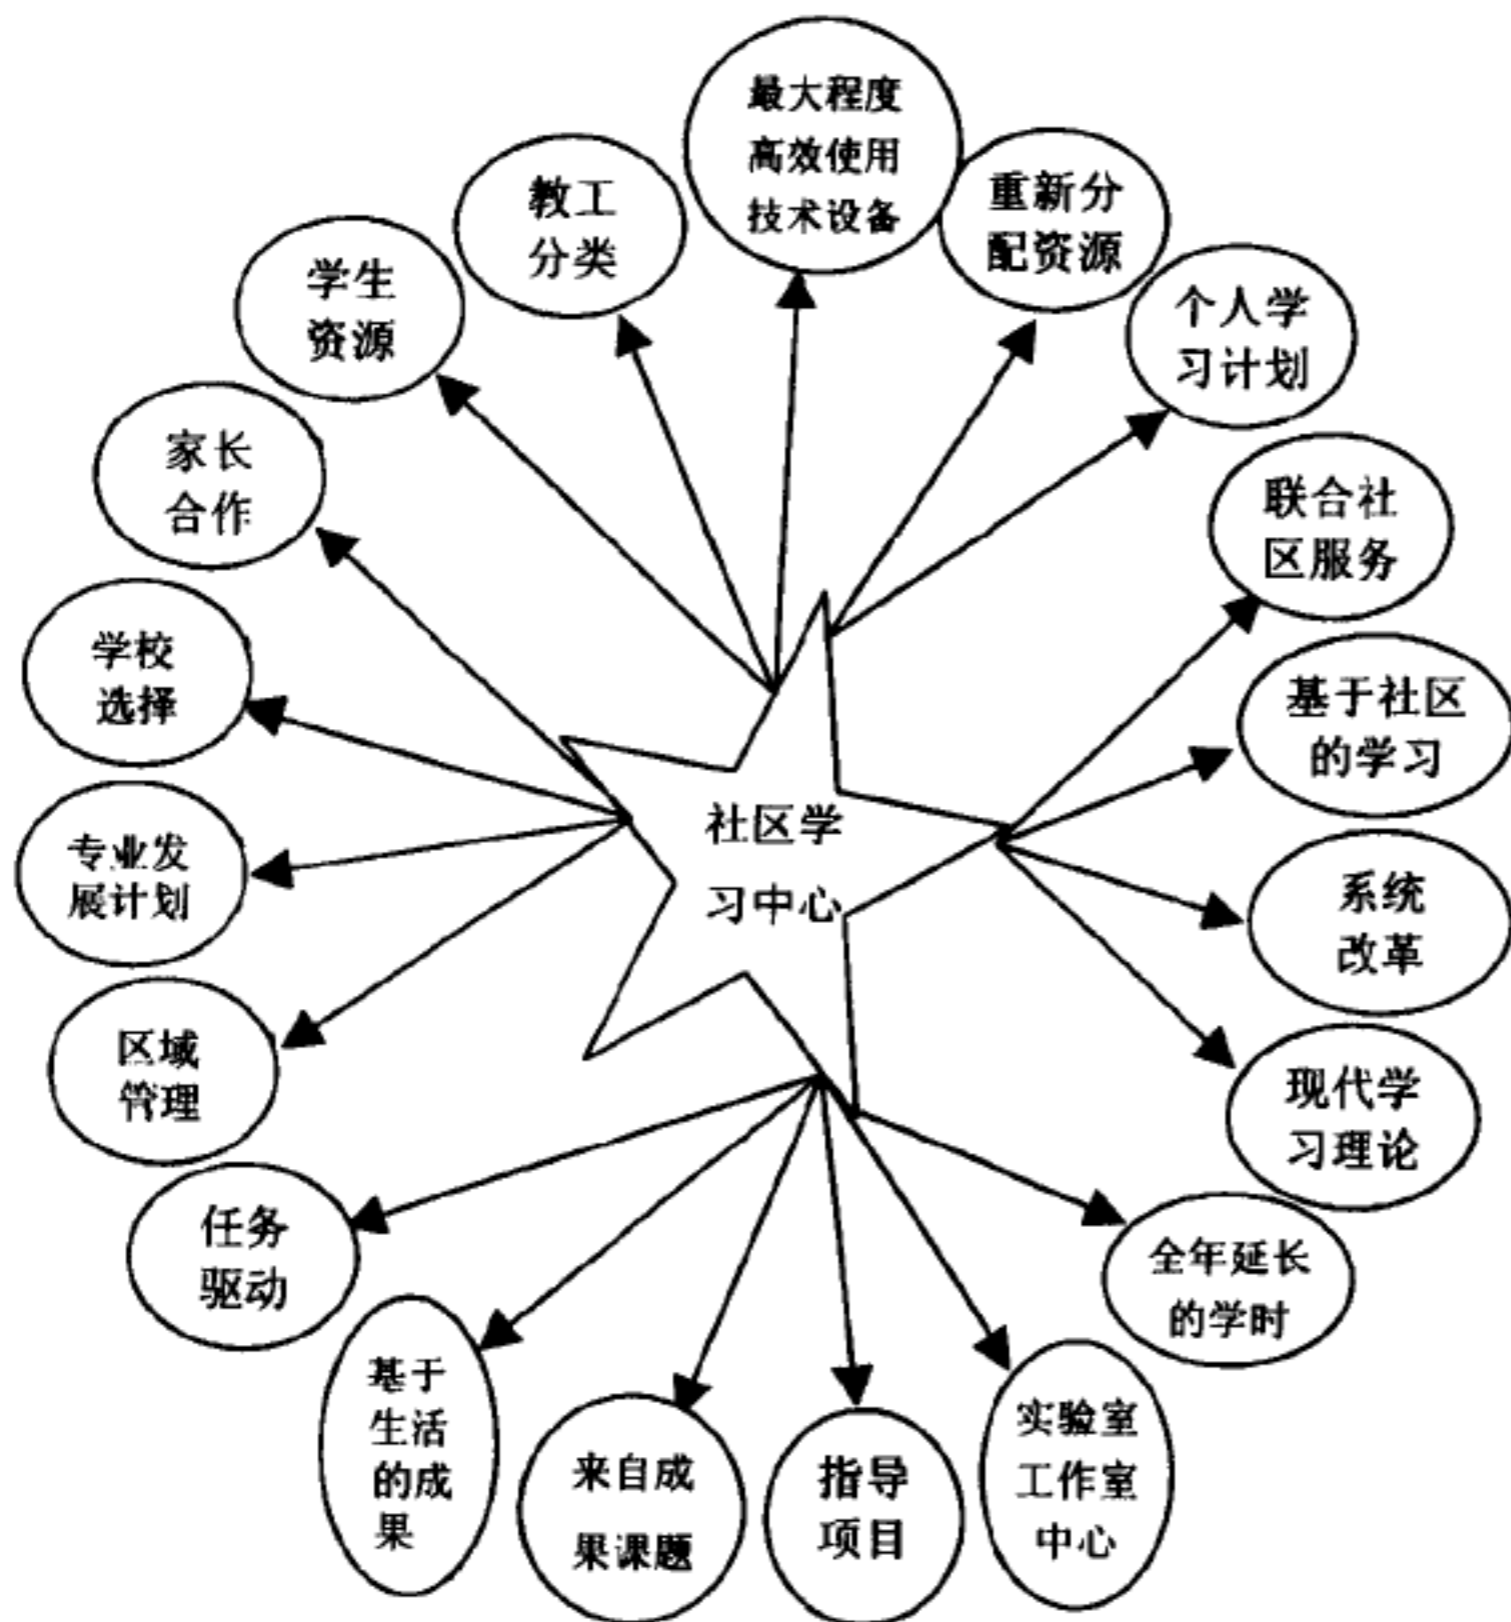 最大程度
高效使用
技术设备
重新分
配资源
个人学
习计划
联合社
区服务
基于社区
的学习
系统
改革
现代学
习理论
全年延长
的学时
实验室
工作室
中心
指导
项目
来自成
果课题
基于
生活
的成
果
任务
驱动
区域
管理
专业发
展计划
学校
选择
家长
合作
学生
资源
教工
分类
社区学
习中心